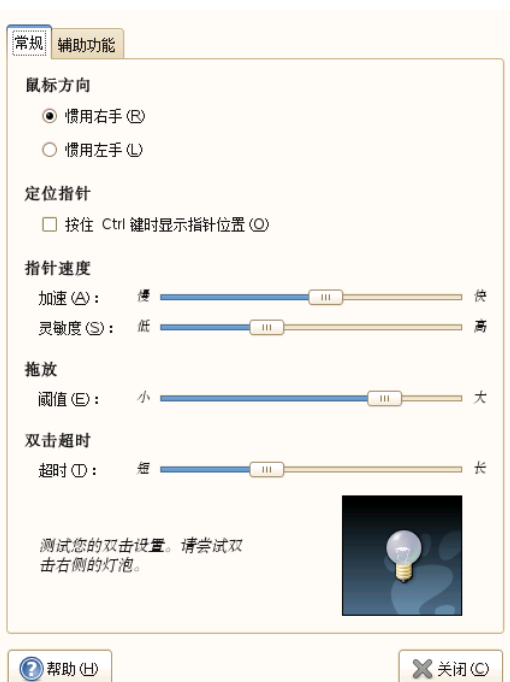 常规 辅助功能
鼠标方向
惯用右手(R)
惯用左手(L)
定位指针
按住 Ctrl 键时显示指针位置(O)
指针速度
加速(A)： 慢 快
灵敏度(S)： 低 高
拖放
阈值(E)： 小 大
双击超时
超时(T)： 短 长
测试您的双击设置。请尝试双
击右侧的灯泡。
帮助(H) 关闭(C)